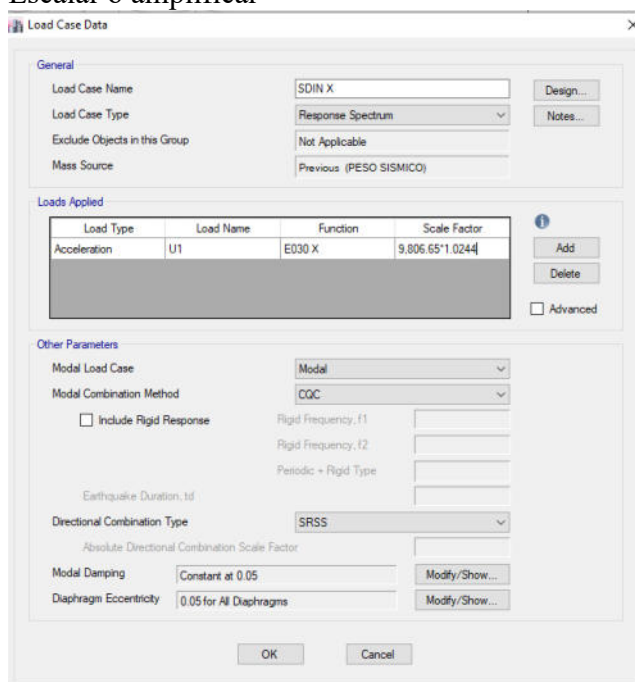 Escalar o amplificar
Load Case Data
General
Load Case Name SDIN X Design...
Load Case Type Response Spectrum Notes...
Exclude Objects in this Group Not Applicable
Mass Source Previous (PESO SISMICO)
Loads Applied
Load Type Load Name Function Scale Factor
Acceleration U1 E030 X 9,806.65*1.0244
Add
Delete
Advanced
Other Parameters
Modal Load Case Modal
Modal Combination Method CQC
Include Rigid Response Rigid Frequency, f1
Rigid Frequency, f2
Periodic + Rigid Type
Earthquake Duration, td
Directional Combination Type SRSS
Absolute Directional Combination Scale Factor
Modal Damping Constant at 0.05 Modify/Show...
Diaphragm Eccentricity 0.05 for All Diaphragms Modify/Show...
OK Cancel